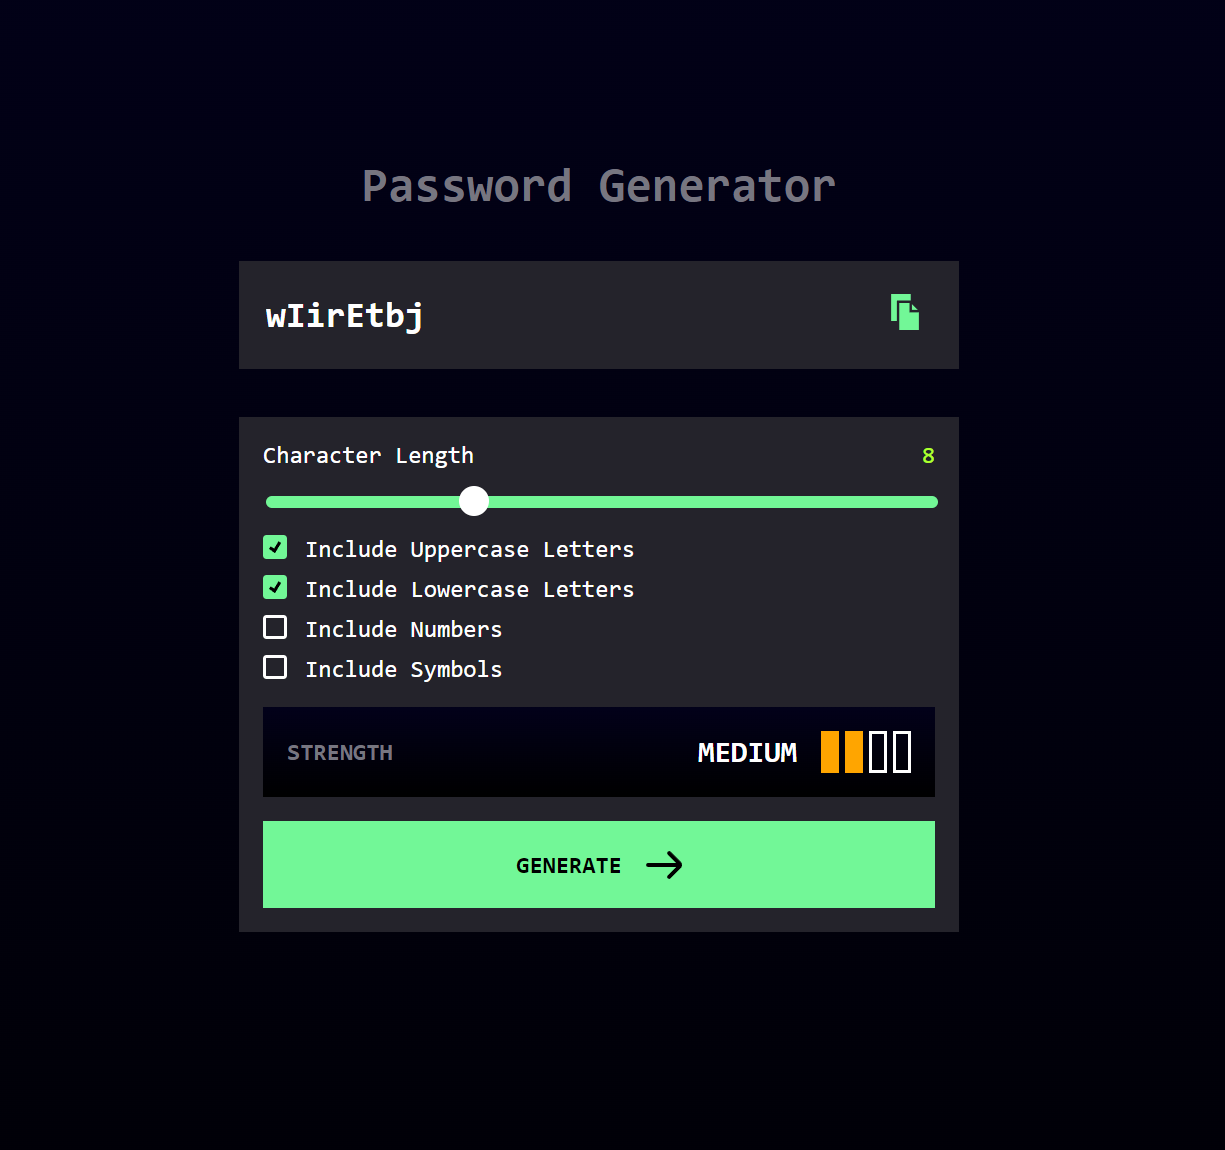 Password Generator
wIirEtbj
Character Length 8
Include Uppercase Letters
Include Lowercase Letters
Include Numbers
Include Symbols
STRENGTH MEDIUM
GENERATE